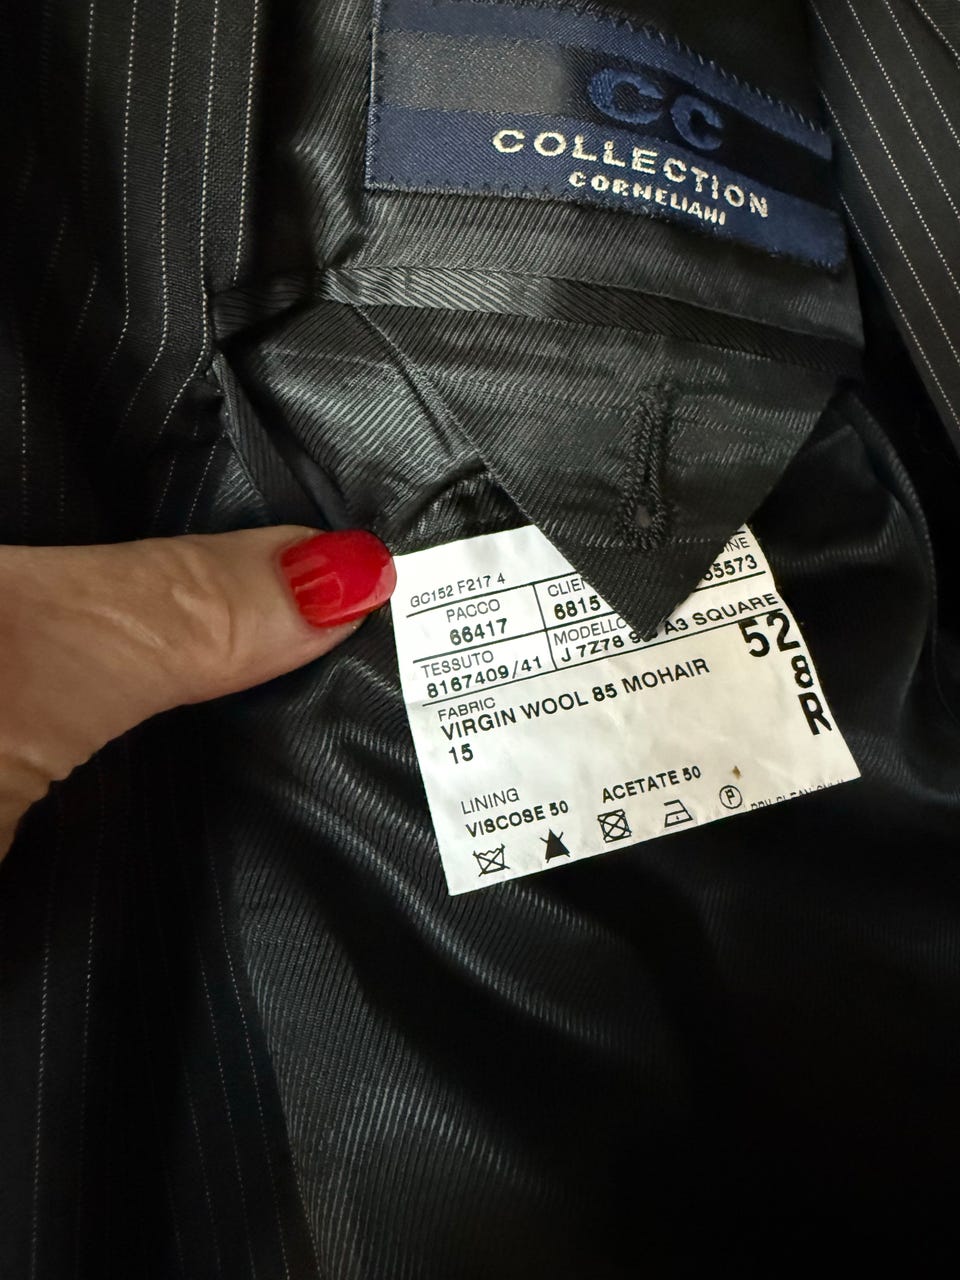 CC
COLLECTION
CORNELIANI
GC152 F217 4
PACCO
66417
6815
65573
TESSUTO
8167409/41
MODELLO
J 7Z78 A3 SQUARE
FABRIC
VIRGIN WOOL 85 MOHAIR
15
52
8
R
LINING
VISCOSE 50
ACETATE 50
P